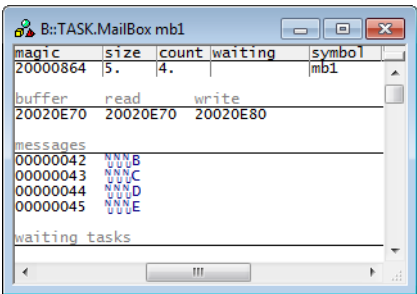 B::TASK.MailBox mb1
magic size count waiting symbol
20000864 5. 4. mb1
buffer read write
20020E70 20020E70 20020E80
messages
00000042 ␀␀␀B
00000043 ␀␀␀C
00000044 ␀␀␀D
00000045 ␀␀␀E
waiting tasks